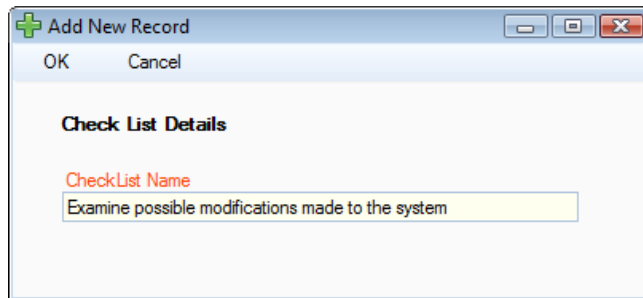 Add New Record
OK Cancel
Check List Details
CheckList Name
Examine possible modifications made to the system